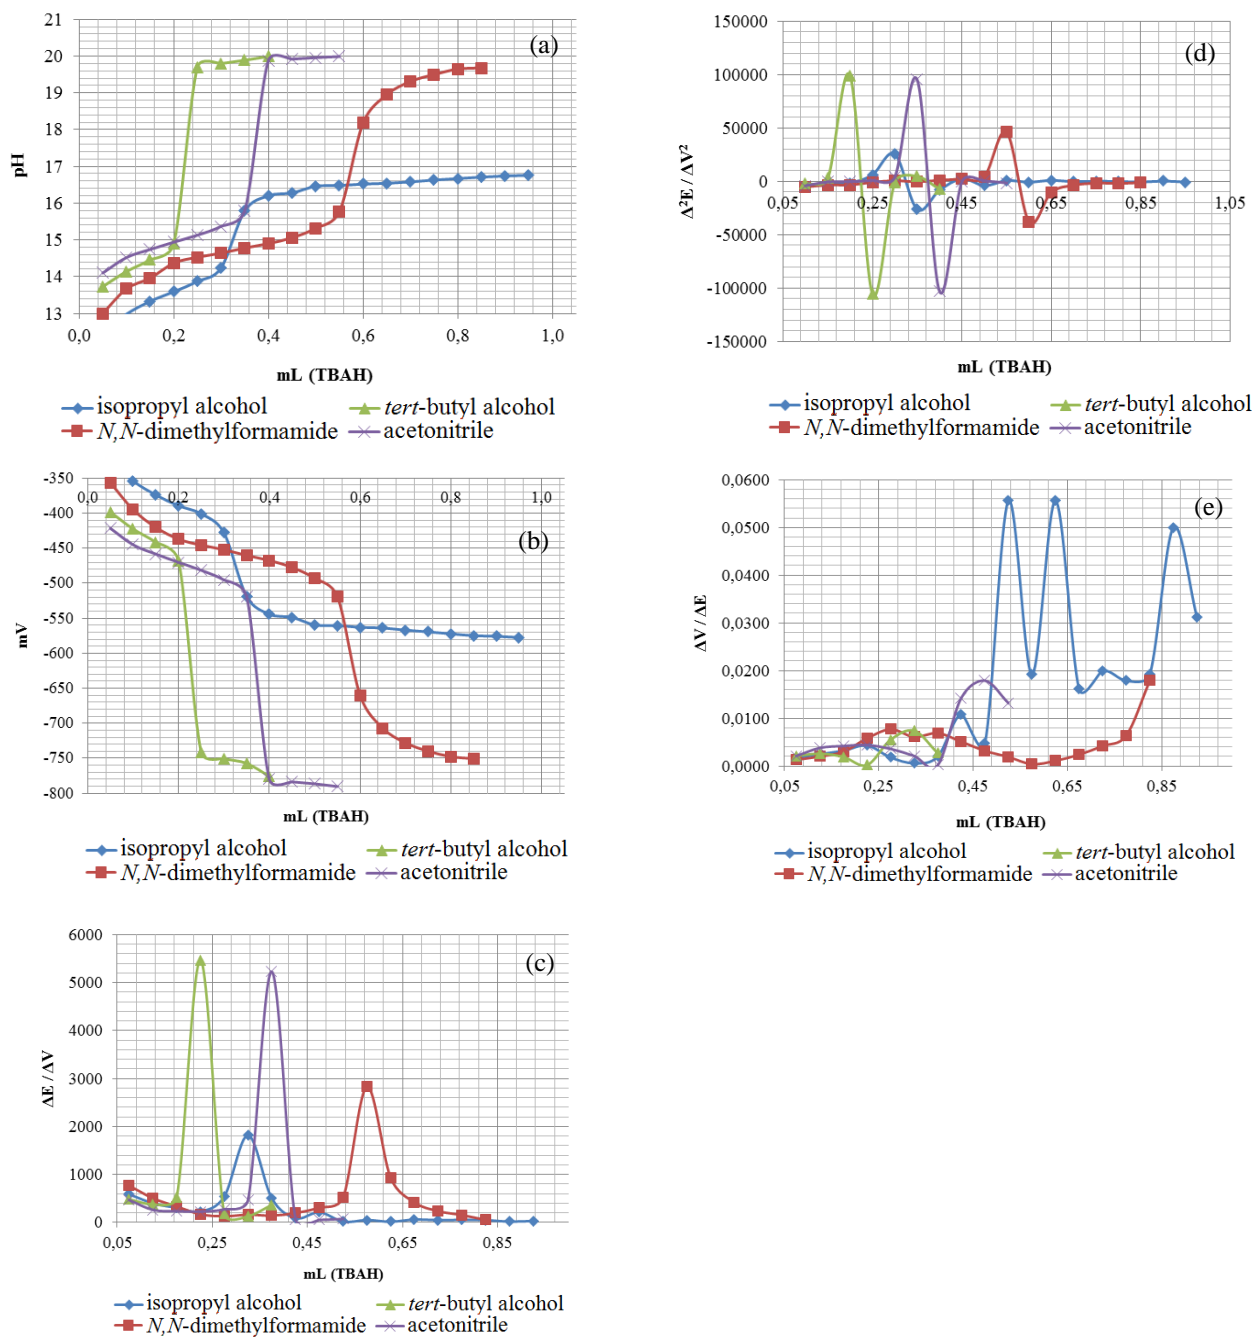 (a)
21
20
19
18
17
16
15
14
13
pH
0,0 0,2 0,4 0,6 0,8 1,0
mL (TBAH)
isopropyl alcohol tert-butyl alcohol
N,N-dimethylformamide acetonitrile
(d)
150000
100000
50000
0
-50000
-100000
-150000
Δ²E / ΔV²
0,05 0,25 0,45 0,65 0,85 1,05
mL (TBAH)
isopropyl alcohol tert-butyl alcohol
N,N-dimethylformamide acetonitrile
(b)
-350
-400
-450
-500
-550
-600
-650
-700
-750
-800
mV
0,0 0,2 0,4 0,6 0,8 1,0
mL (TBAH)
isopropyl alcohol tert-butyl alcohol
N,N-dimethylformamide acetonitrile
(e)
0,0600
0,0500
0,0400
0,0300
0,0200
0,0100
0,0000
ΔV / ΔE
0,05 0,25 0,45 0,65 0,85
mL (TBAH)
isopropyl alcohol tert-butyl alcohol
N,N-dimethylformamide acetonitrile
(c)
6000
5000
4000
3000
2000
1000
0
ΔE / ΔV
0,05 0,25 0,45 0,65 0,85
mL (TBAH)
isopropyl alcohol tert-butyl alcohol
N,N-dimethylformamide acetonitrile